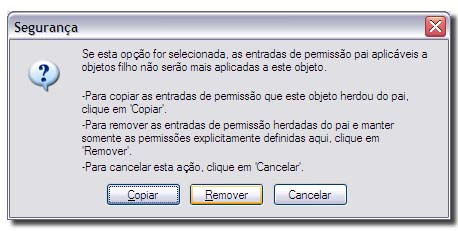 Segurança
Se esta opção for selecionada, as entradas de permissão pai aplicáveis a
objetos filho não serão mais aplicadas a este objeto.
-Para copiar as entradas de permissão que este objeto herdou do pai,
clique em 'Copiar'.
-Para remover as entradas de permissão herdadas do pai e manter
somente as permissões explicitamente definidas aqui, clique em
'Remover'.
-Para cancelar esta ação, clique em 'Cancelar'.
Copiar Remover Cancelar